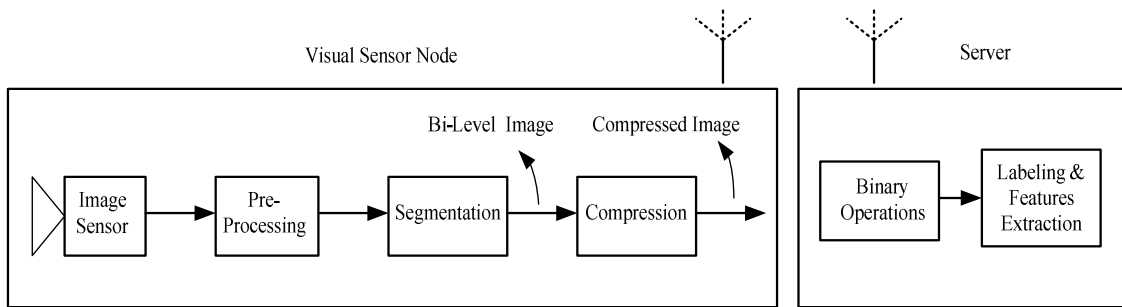 Visual Sensor Node
Server
Bi-Level Image
Compressed Image
Image
Sensor
Pre-
Processing
Segmentation
Compression
Binary
Operations
Labeling &
Features
Extraction